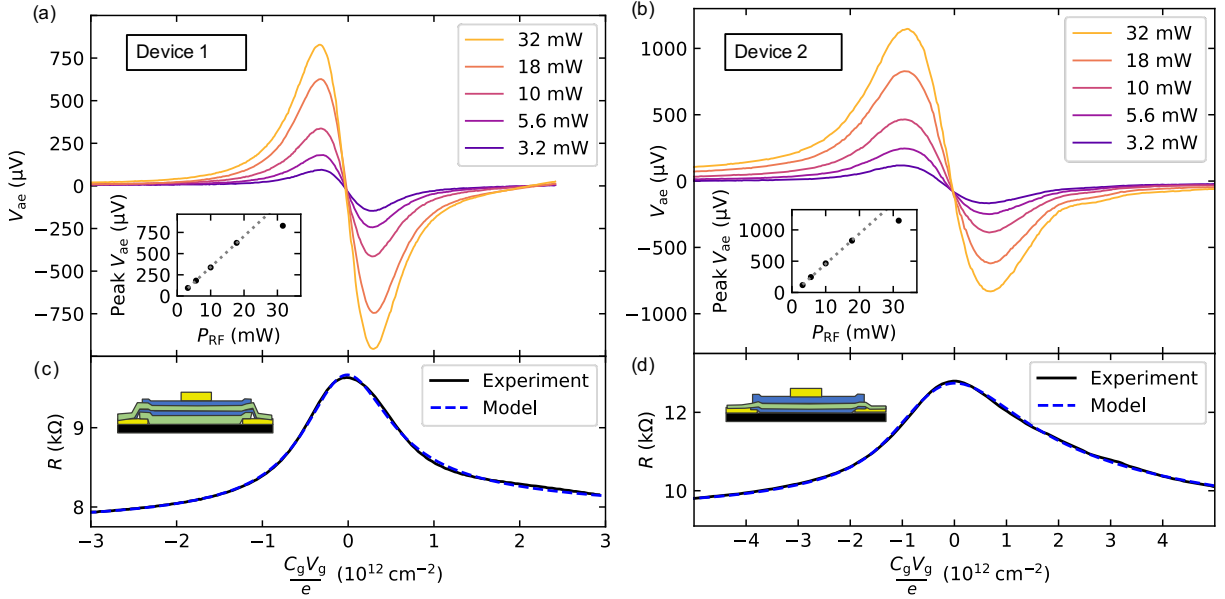 (a)
Device 1
32 mW
18 mW
10 mW
5.6 mW
3.2 mW
750
500
250
0
−250
−500
−750
V_ae (µV)
Peak V_ae (µV)
750
500
250
0
0 10 20 30
P_RF (mW)
(b)
Device 2
32 mW
18 mW
10 mW
5.6 mW
3.2 mW
1000
500
0
−500
−1000
V_ae (µV)
Peak V_ae (µV)
1000
500
0
0 10 20 30
P_RF (mW)
(c)
Experiment
Model
9
8
R (kΩ)
−3 −2 −1 0 1 2 3
C_gV_g
e
(10^12 cm^−2)
(d)
Experiment
Model
12
10
R (kΩ)
−4 −3 −2 −1 0 1 2 3 4
C_gV_g
e
(10^12 cm^−2)